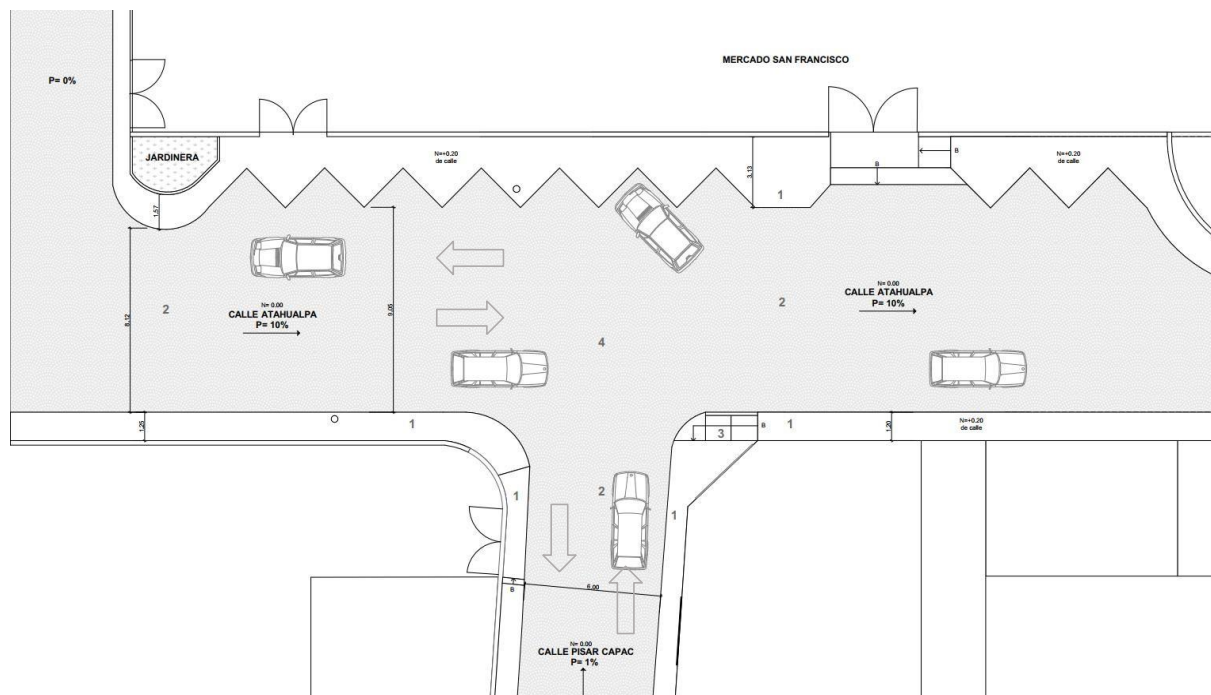 MERCADO SAN FRANCISCO
P= 0%
JARDINERA
N=+0.20
de calle
B
B
N=+0.20
de calle
3.13
1
1.57
N= 0.00
CALLE ATAHUALPA
P= 10%
2
8.12
9.05
4
2
N= 0.00
CALLE ATAHUALPA
P= 10%
1.25
1
3
B
1
1.20
N=+0.20
de calle
1
2
1
B
6.00
N= 0.00
CALLE PISAR CAPAC
P= 1%